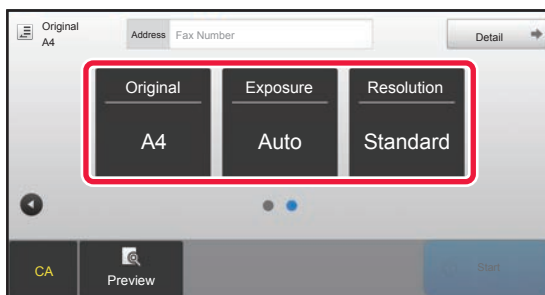 Original
A4
Address Fax Number
Detail
Original
Exposure
Resolution
A4
Auto
Standard
CA
Preview
Start